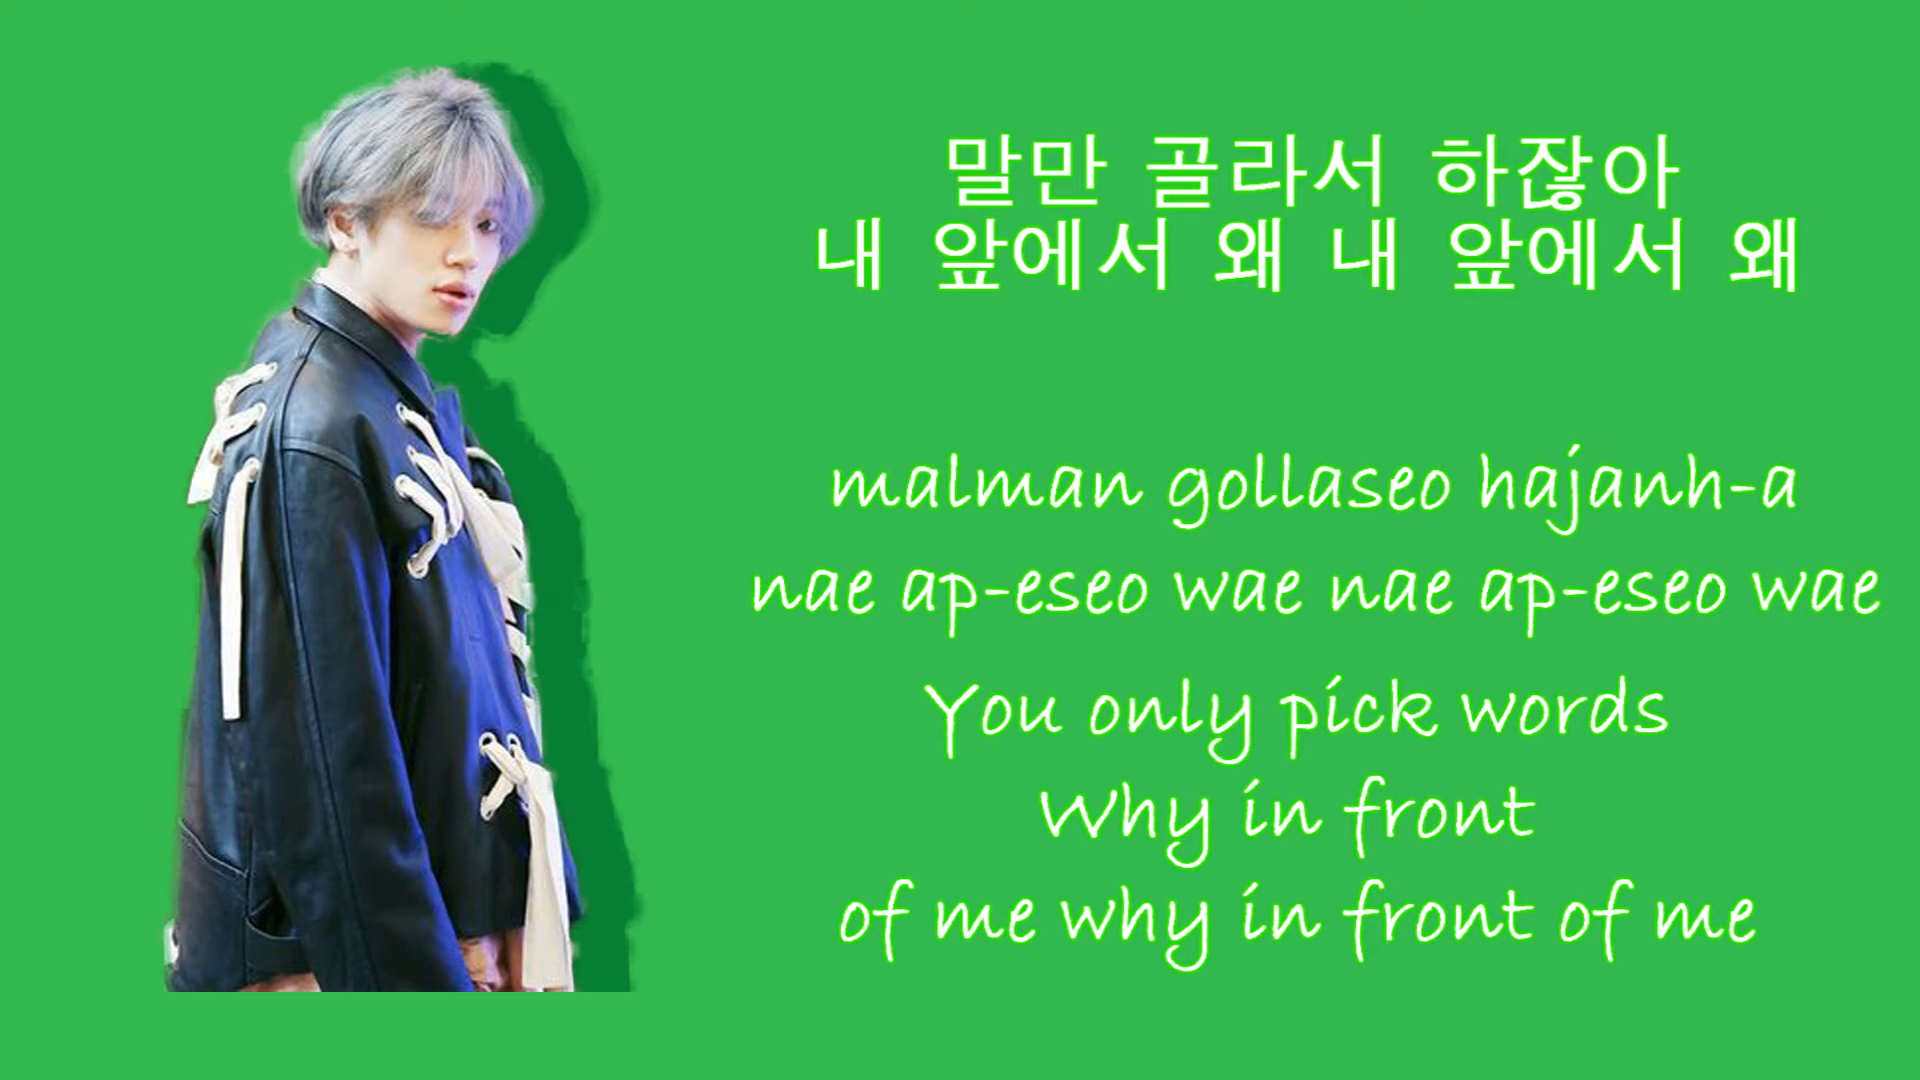 말만 골라서 하잖아
내 앞에서 왜 내 앞에서 왜
malman gollaseo hajanh-a
nae ap-eseo wae nae ap-eseo wae
You only pick words
Why in front
of me why in front of me